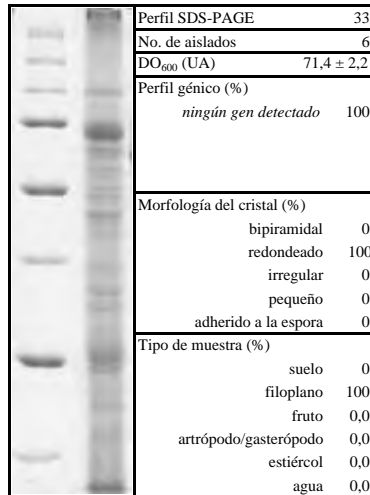 Perfil SDS-PAGE 33
No. de aislados 6
DO600 (UA) 71,4 ± 2,2
Perfil génico (%)
ningún gen detectado 100
Morfología del cristal (%)
bipiramidal 0
redondeado 100
irregular 0
pequeño 0
adherido a la espora 0
Tipo de muestra (%)
suelo 0
filoplano 100
fruto 0,0
artrópodo/gasterópodo 0,0
estiércol 0,0
agua 0,0